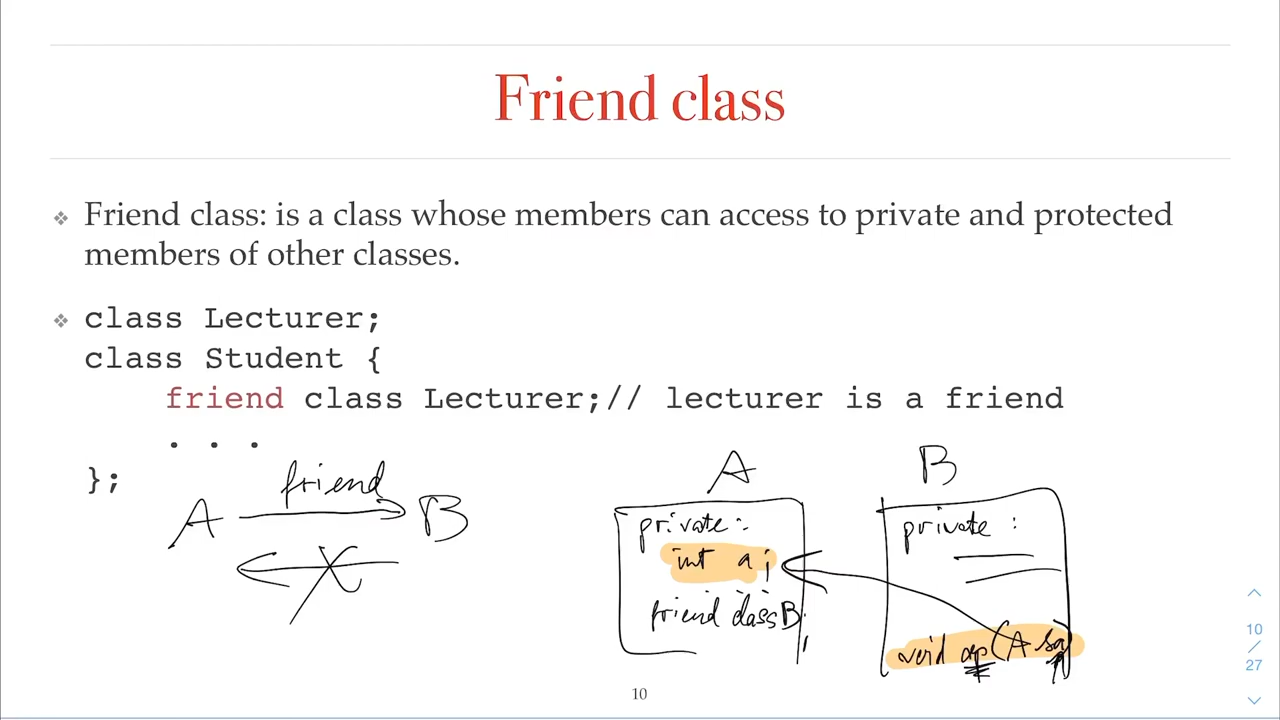 Friend class
❖ Friend class: is a class whose members can access to private and protected
members of other classes.
❖ class Lecturer;
class Student {
friend class Lecturer;// lecturer is a friend
. . .
};
friend
A B
A
private:
int a;
friend class B;
B
private:
void
(A
10
10
/
27